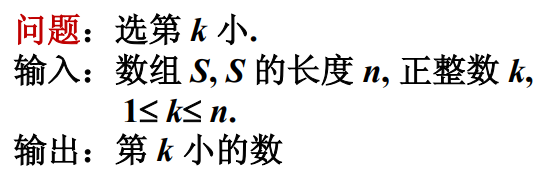 问题：选第 k 小.
输入：数组 S, S 的长度 n, 正整数 k,
1≤ k≤ n.
输出：第 k 小的数